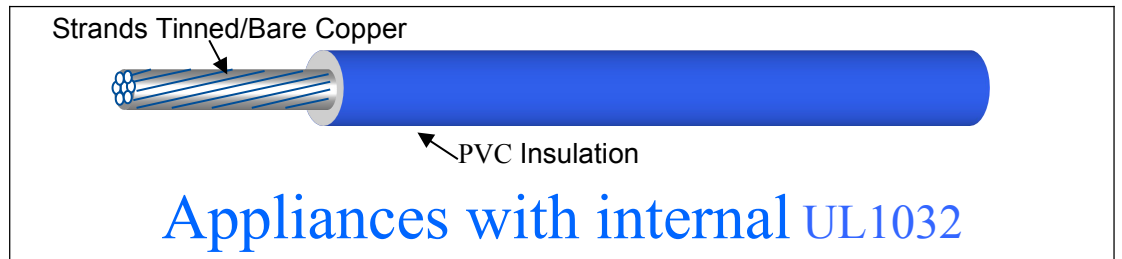 Strands Tinned/Bare Copper
PVC Insulation
Appliances with internal UL1032